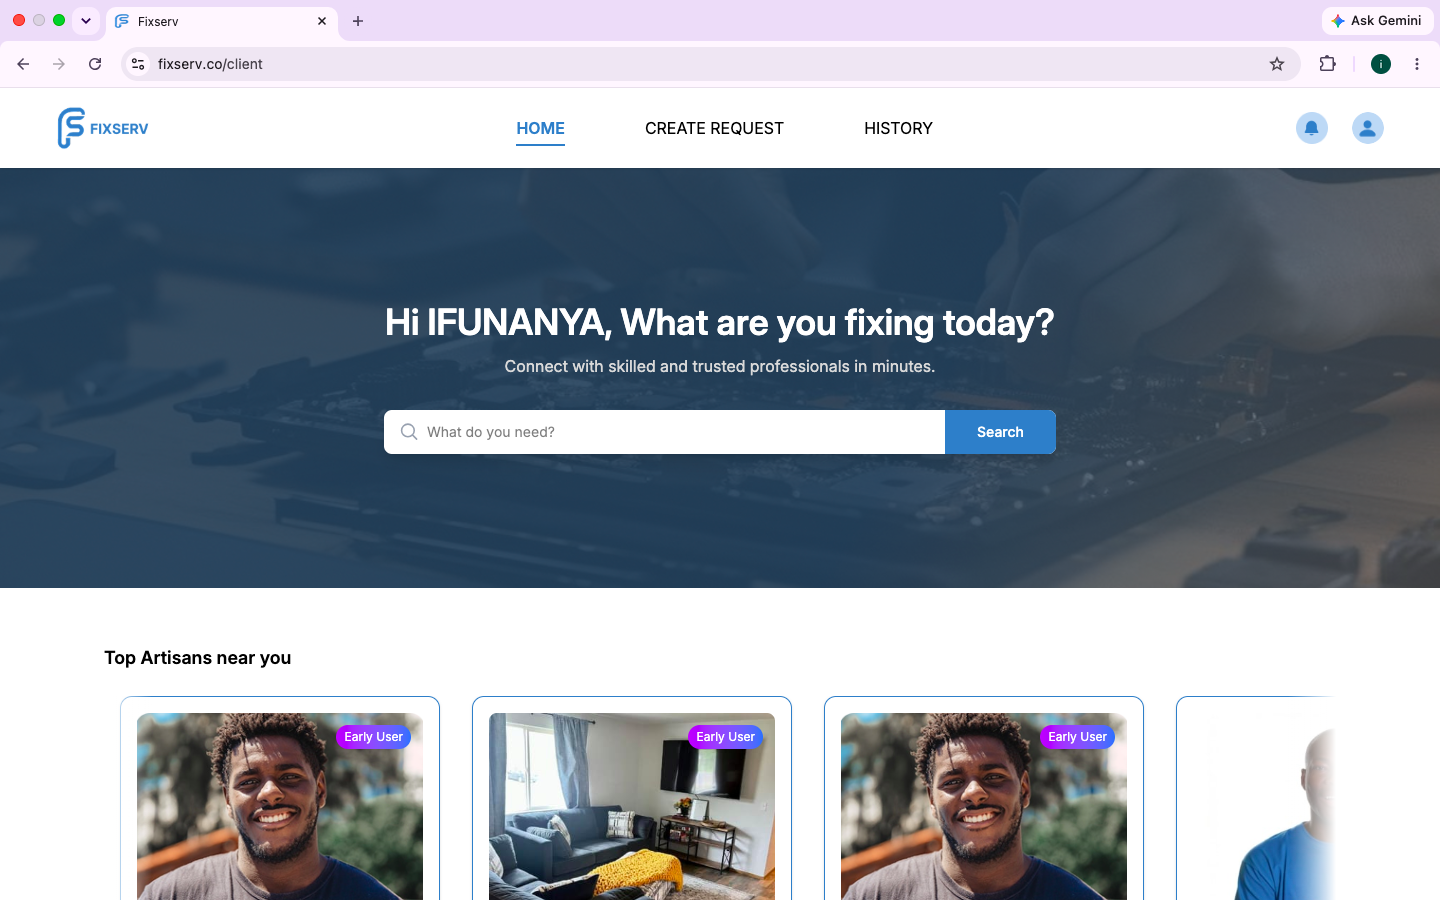 Fixserv
Ask Gemini
fixserv.co/client
i
FIXSERV
HOME
CREATE REQUEST
HISTORY
Hi IFUNANYA, What are you fixing today?
Connect with skilled and trusted professionals in minutes.
What do you need?
Search
Top Artisans near you
Early User
Early User
Early User